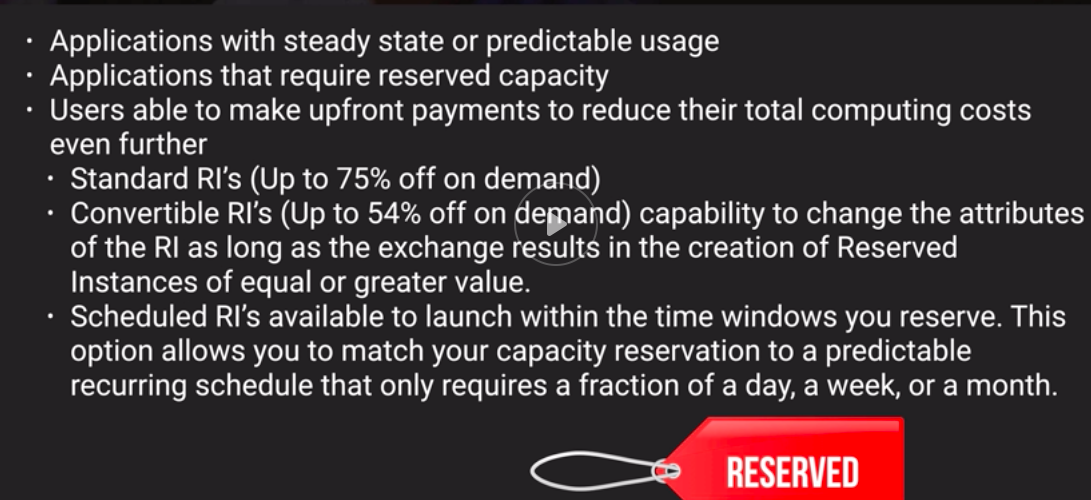 · Applications with steady state or predictable usage
· Applications that require reserved capacity
· Users able to make upfront payments to reduce their total computing costs
even further
· Standard RI's (Up to 75% off on demand)
· Convertible RI's (Up to 54% off on demand) capability to change the attributes
of the RI as long as the exchange results in the creation of Reserved
Instances of equal or greater value.
· Scheduled RI's available to launch within the time windows you reserve. This
option allows you to match your capacity reservation to a predictable
recurring schedule that only requires a fraction of a day, a week, or a month.
RESERVED